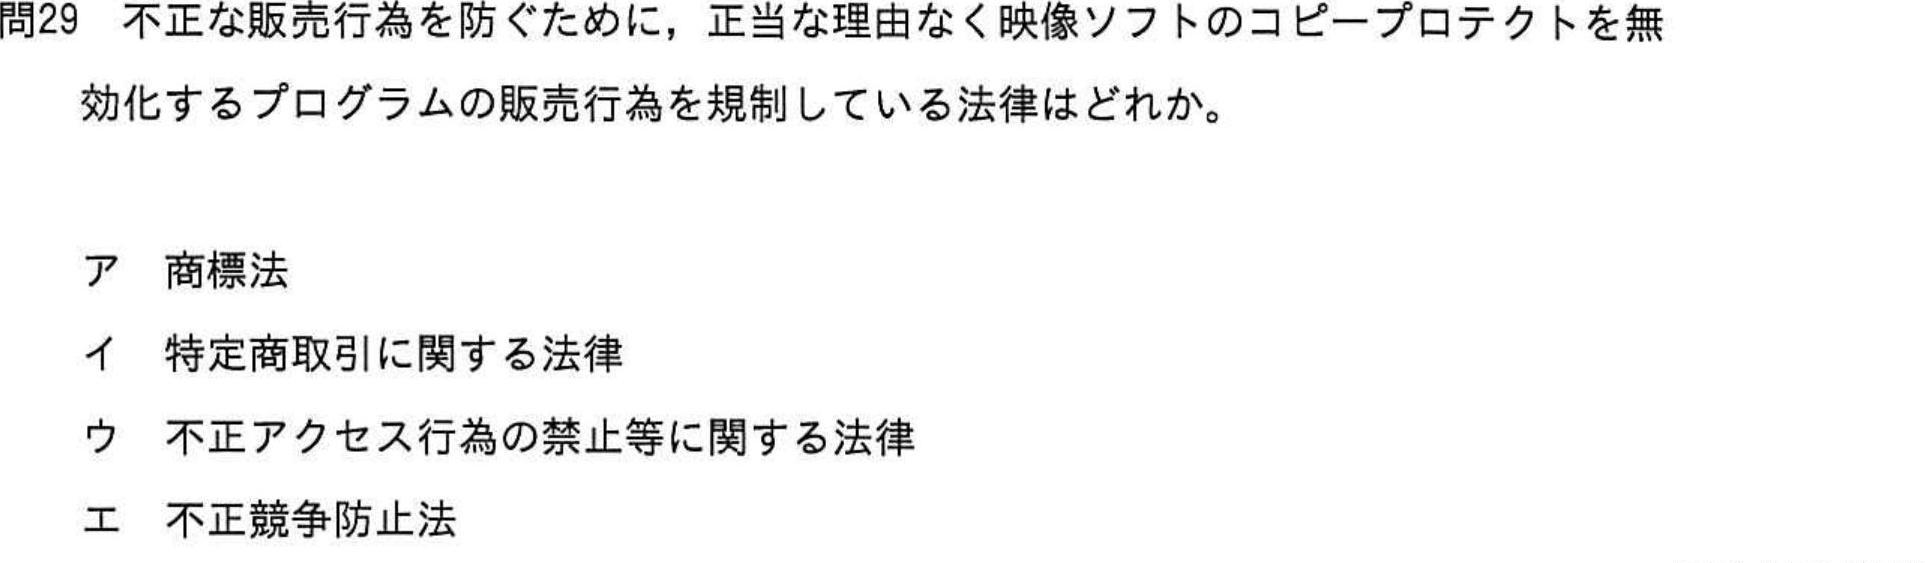 問29　不正な販売行為を防ぐために，正当な理由なく映像ソフトのコピープロテクトを無
効化するプログラムの販売行為を規制している法律はどれか。
ア　商標法
イ　特定商取引に関する法律
ウ　不正アクセス行為の禁止等に関する法律
エ　不正競争防止法